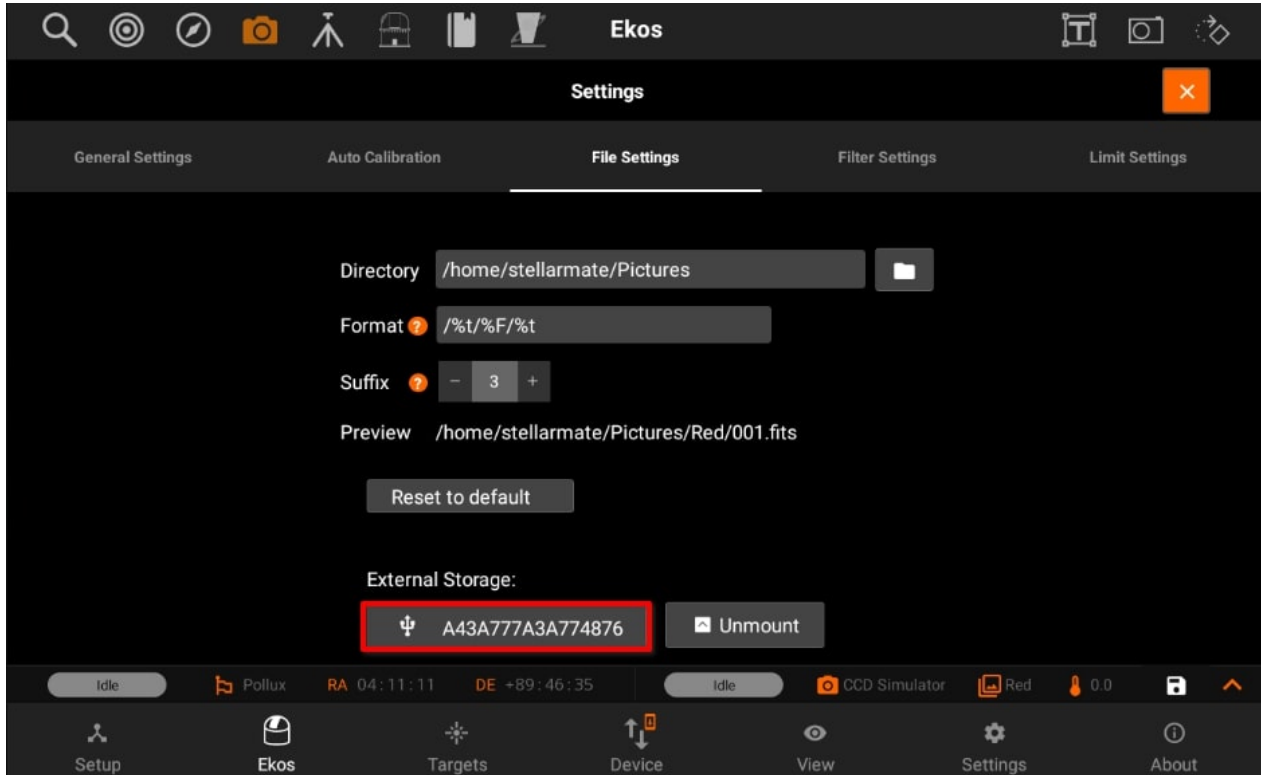 Ekos
Settings
General Settings Auto Calibration File Settings Filter Settings Limit Settings
Directory /home/stellarmate/Pictures
Format ? /%t/%F/%t
Suffix ? - 3 +
Preview /home/stellarmate/Pictures/Red/001.fits
Reset to default
External Storage:
A43A777A3A774876 Unmount
Idle Pollux RA 04:11:11 DE +89:46:35 Idle CCD Simulator Red 0.0
Setup Ekos Targets Device View Settings About